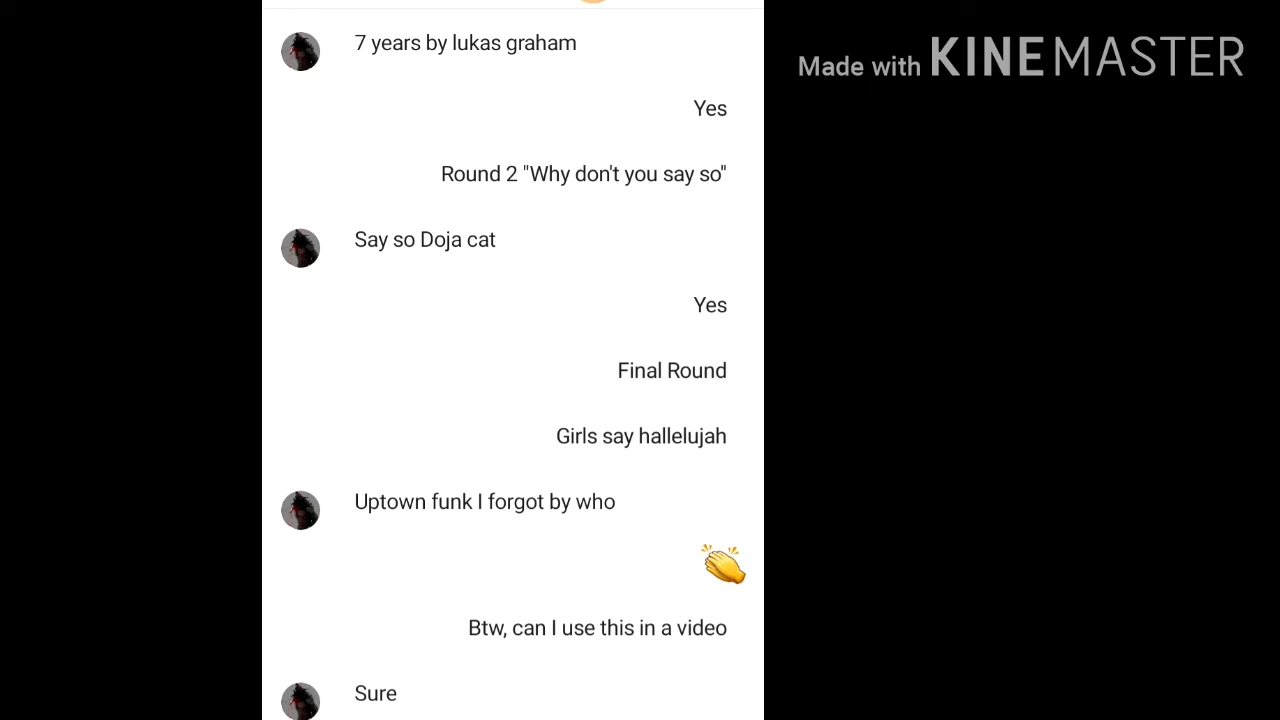 7 years by lukas graham
Made with KINEMASTER
Yes
Round 2 "Why don't you say so"
Say so Doja cat
Yes
Final Round
Girls say hallelujah
Uptown funk I forgot by who
Btw, can I use this in a video
Sure